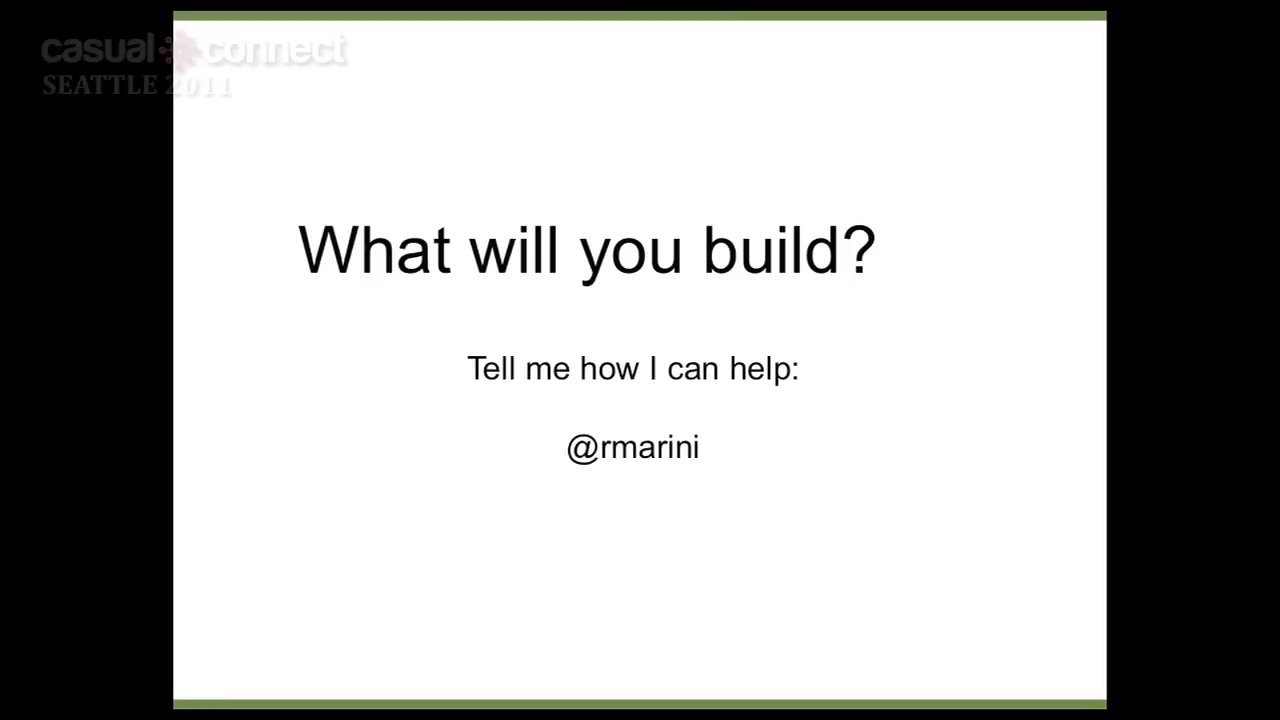 casual connect
SEATTLE 2011
What will you build?
Tell me how I can help:
@rmarini